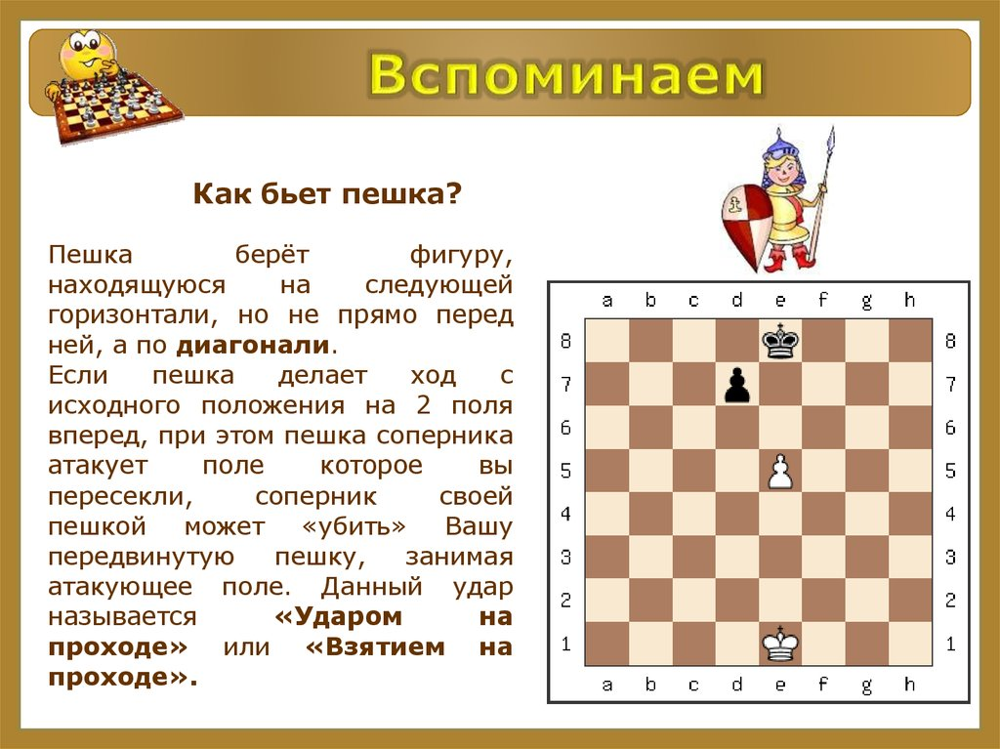 Вспоминаем
Как бьет пешка?
Пешка берёт фигуру,
находящуюся на следующей
горизонтали, но не прямо перед
ней, а по диагонали.
Если пешка делает ход с
исходного положения на 2 поля
вперед, при этом пешка соперника
атакует поле которое вы
пересекли, соперник своей
пешкой может «убить» Вашу
передвинутую пешку, занимая
атакующее поле. Данный удар
называется «Ударом на
проходе» или «Взятием на
проходе».
a b c d e f g h
8 8
7 7
6 6
5 5
4 4
3 3
2 2
1 1
a b c d e f g h